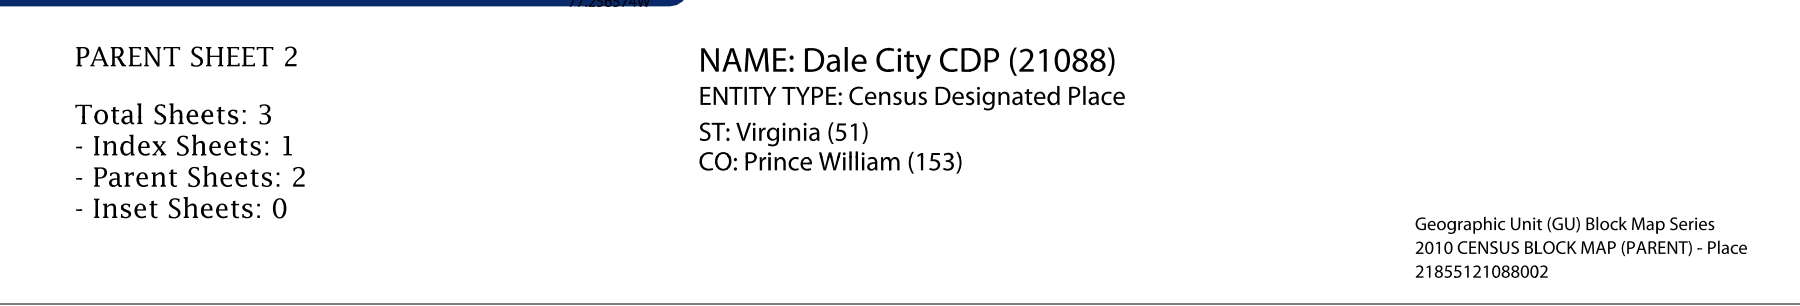 77.256574W
PARENT SHEET 2
Total Sheets: 3
- Index Sheets: 1
- Parent Sheets: 2
- Inset Sheets: 0
NAME: Dale City CDP (21088)
ENTITY TYPE: Census Designated Place
ST: Virginia (51)
CO: Prince William (153)
Geographic Unit (GU) Block Map Series
2010 CENSUS BLOCK MAP (PARENT) - Place
21855121088002